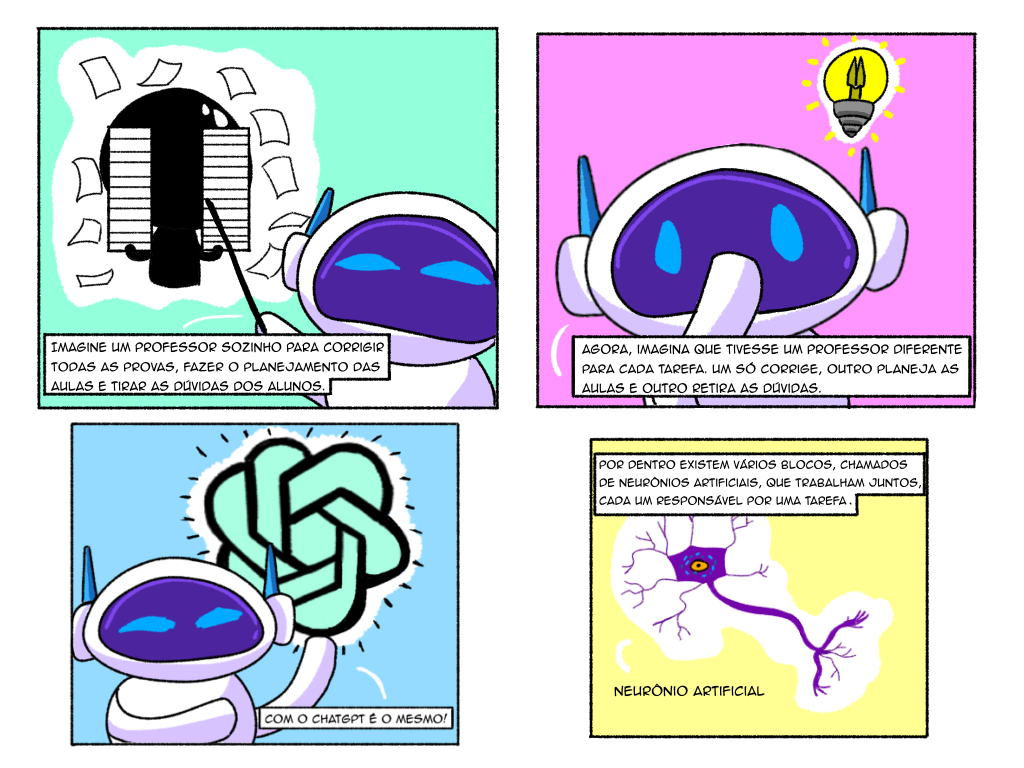 IMAGINE UM PROFESSOR SOZINHO PARA CORRIGIR
TODAS AS PROVAS, FAZER O PLANEJAMENTO DAS
AULAS E TIRAR AS DÚVIDAS DOS ALUNOS.
AGORA, IMAGINA QUE TIVESSE UM PROFESSOR DIFERENTE
PARA CADA TAREFA. UM SÓ CORRIGE, OUTRO PLANEJA AS
AULAS E OUTRO RETIRA AS DÚVIDAS.
COM O CHATGPT É O MESMO!
POR DENTRO EXISTEM VÁRIOS BLOCOS, CHAMADOS
DE NEURÔNIOS ARTIFICIAIS, QUE TRABALHAM JUNTOS,
CADA UM RESPONSÁVEL POR UMA TAREFA.
NEURÔNIO ARTIFICIAL